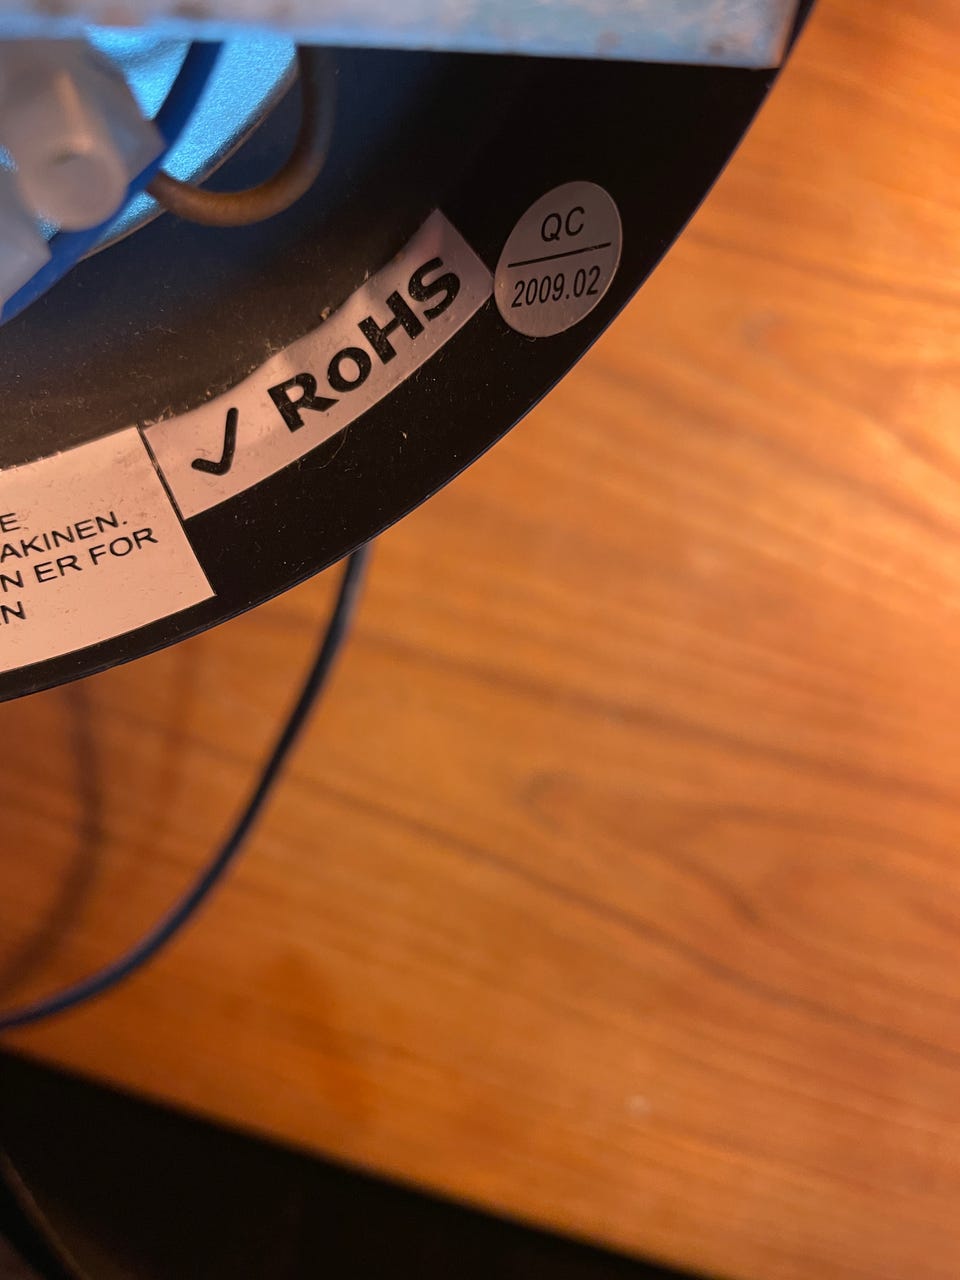 QC
2009.02
✓ RoHS
E
AKINEN.
N ER FOR
N